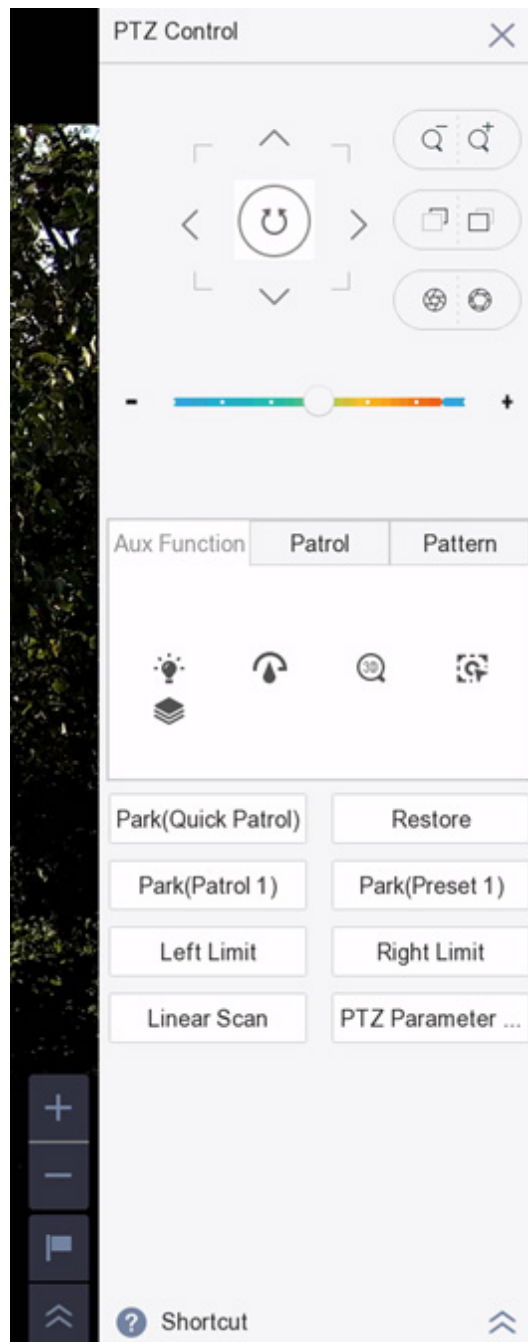 PTZ Control
- +
Aux Function Patrol Pattern
3D
Park(Quick Patrol) Restore
Park(Patrol 1) Park(Preset 1)
Left Limit Right Limit
Linear Scan PTZ Parameter ...
? Shortcut